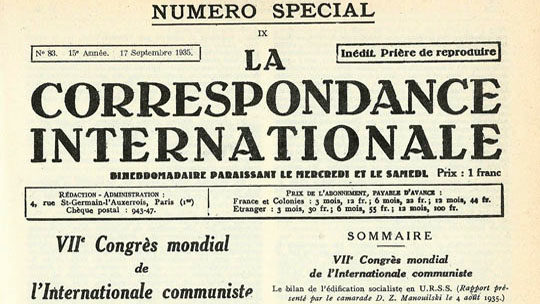 NUMERO SPECIAL
IX
Nº 83. 15e Année. 17 Septembre 1935.
Inédit. Prière de reproduire
LA
CORRESPONDANCE
INTERNATIONALE
BIHEBDOMADAIRE PARAISSANT LE MERCREDI ET LE SAMEDI. Prix : 1 franc
RÉDACTION - ADMINISTRATION :
4, rue St-Germain-l'Auxerrois, Paris (1er)
Chèque postal : 943-47.
PRIX DE L'ABONNEMENT, PAYABLE D'AVANCE :
France et Colonies : 3 mois, 12 fr. ; 6 mois, 22 fr. ; 12 mois, 44 fr.
Etranger : 3 mois, 30 fr. ; 6 mois, 55 fr. ; 12 mois, 100 fr.
VIIe Congrès mondial
de
l'Internationale communiste
SOMMAIRE
VIIe Congrès mondial
de l'Internationale communiste
Le bilan de l'édification socialiste en U.R.S.S. (Rapport pré-
senté par le camarade D. Z. Manouilski le août 1935.)